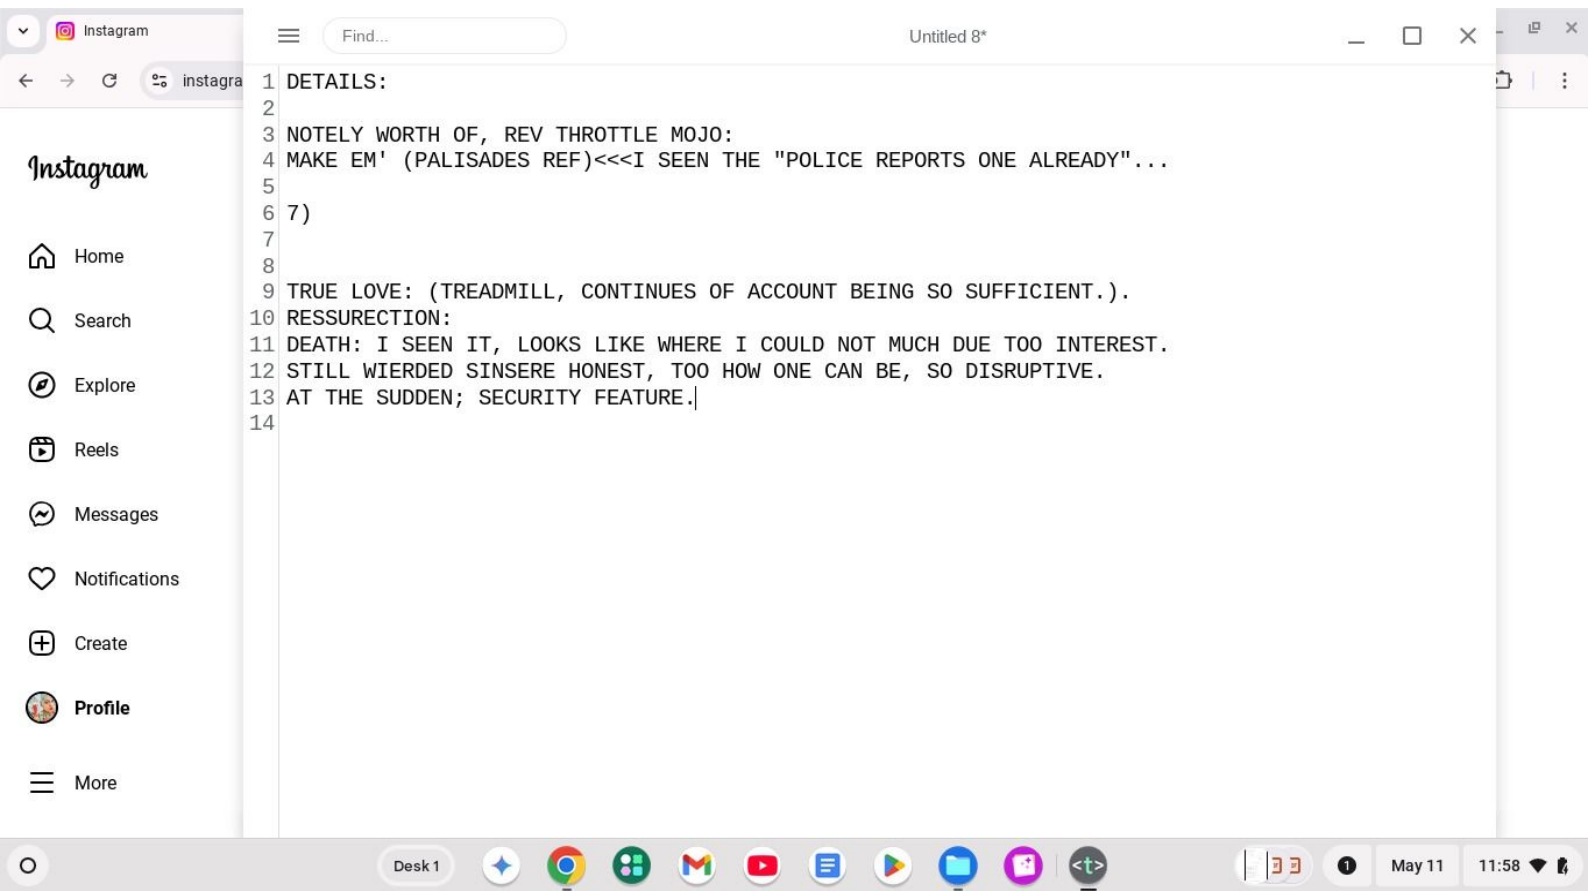 Instagram
Find...
Untitled 8*
instagra
1 DETAILS:
2
3 NOTELY WORTH OF, REV THROTTLE MOJO:
4 MAKE EM' (PALISADES REF)<<<I SEEN THE "POLICE REPORTS ONE ALREADY"...
5
6 7)
7
8
9 TRUE LOVE: (TREADMILL, CONTINUES OF ACCOUNT BEING SO SUFFICIENT.).
10 RESSURECTION:
11 DEATH: I SEEN IT, LOOKS LIKE WHERE I COULD NOT MUCH DUE TOO INTEREST.
12 STILL WIERDED SINSERE HONEST, TOO HOW ONE CAN BE, SO DISRUPTIVE.
13 AT THE SUDDEN; SECURITY FEATURE.
14
Instagram
Home
Search
Explore
Reels
Messages
Notifications
Create
Profile
More
Desk 1
<t>
1
May 11
11:58